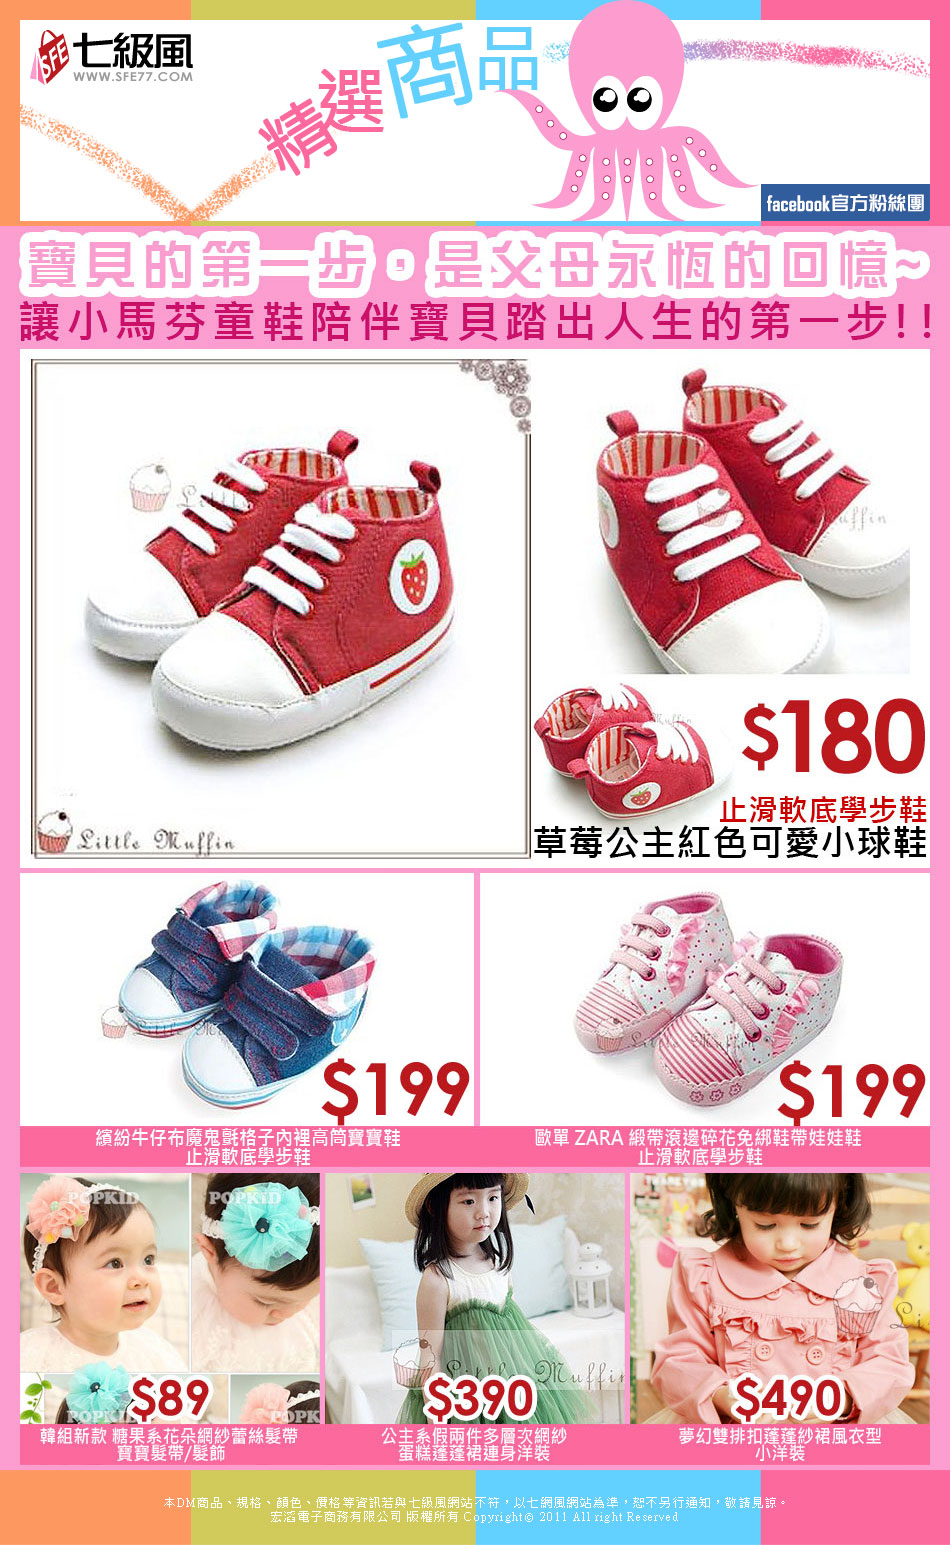 SFE 七級風
WWW.SFE77.COM
精選商品
facebook官方粉絲團
寶貝的第一步。是父母永恆的回憶~
讓小馬芬童鞋陪伴寶貝踏出人生的第一步!!
Little Muffin
$180
止滑軟底學步鞋
草莓公主紅色可愛小球鞋
$199
繽紛牛仔布魔鬼氈格子內裡高筒寶寶鞋
止滑軟底學步鞋
$199
歐單 ZARA 緞帶滾邊碎花免綁鞋帶娃娃鞋
止滑軟底學步鞋
POPKID
POPKID
$89
韓組新款 糖果系花朵網紗蕾絲髮帶
寶寶髮帶/髮飾
Little Muffin
$390
公主系假兩件多層次網紗
蛋糕蓬蓬裙連身洋裝
$490
夢幻雙排扣蓬蓬紗裙風衣型
小洋裝
本DM商品、規格、顏色、價格等資訊若與七級風網站不符，以七網風網站為準，恕不另行通知，敬請見諒。
宏滔電子商務有限公司 版權所有 Copyright© 2011 All right Reserved